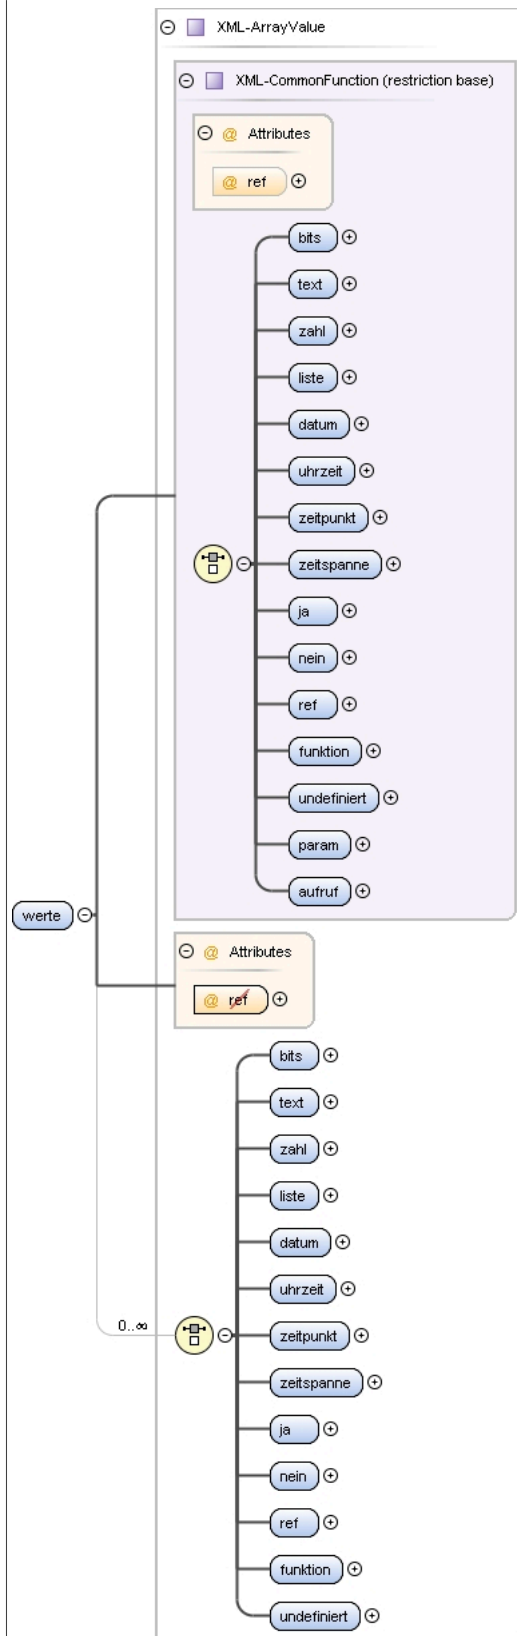 XML-ArrayValue
XML-CommonFunction (restriction base)
@ Attributes
@ ref
bits
text
zahl
liste
datum
uhrzeit
zeitpunkt
zeitspanne
ja
nein
ref
funktion
undefiniert
param
aufruf
werte
@ Attributes
@ ref
bits
text
zahl
liste
datum
uhrzeit
0..∞
zeitpunkt
zeitspanne
ja
nein
ref
funktion
undefiniert